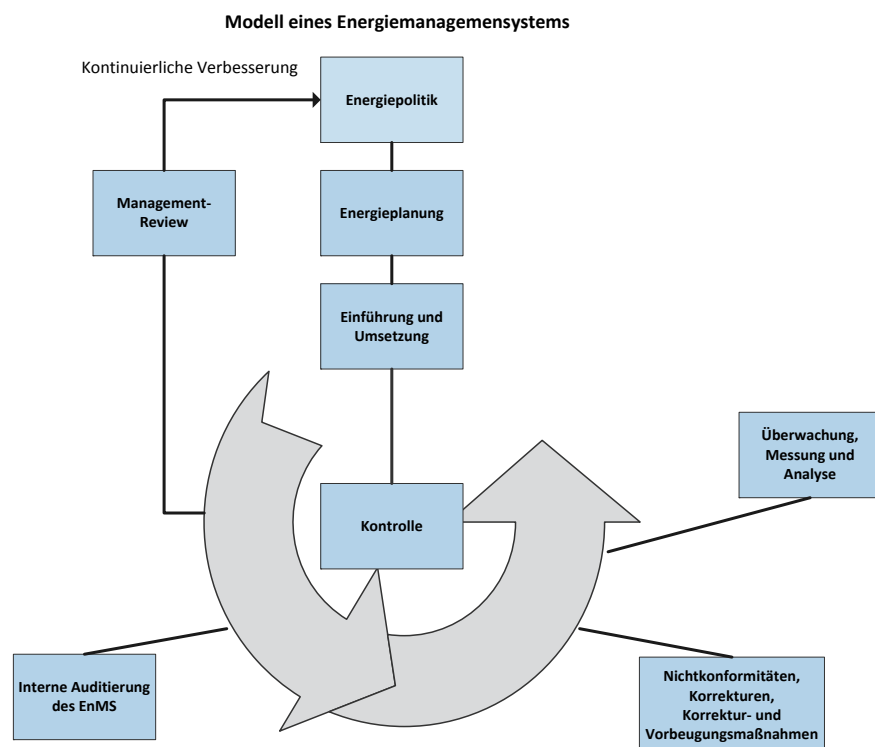 Modell eines Energiemanagemensystems
Kontinuierliche Verbesserung
Energiepolitik
Management-
Review
Energieplanung
Einführung und
Umsetzung
Überwachung,
Messung und
Analyse
Kontrolle
Interne Auditierung
des EnMS
Nichtkonformitäten,
Korrekturen,
Korrektur- und
Vorbeugungsmaßnahmen